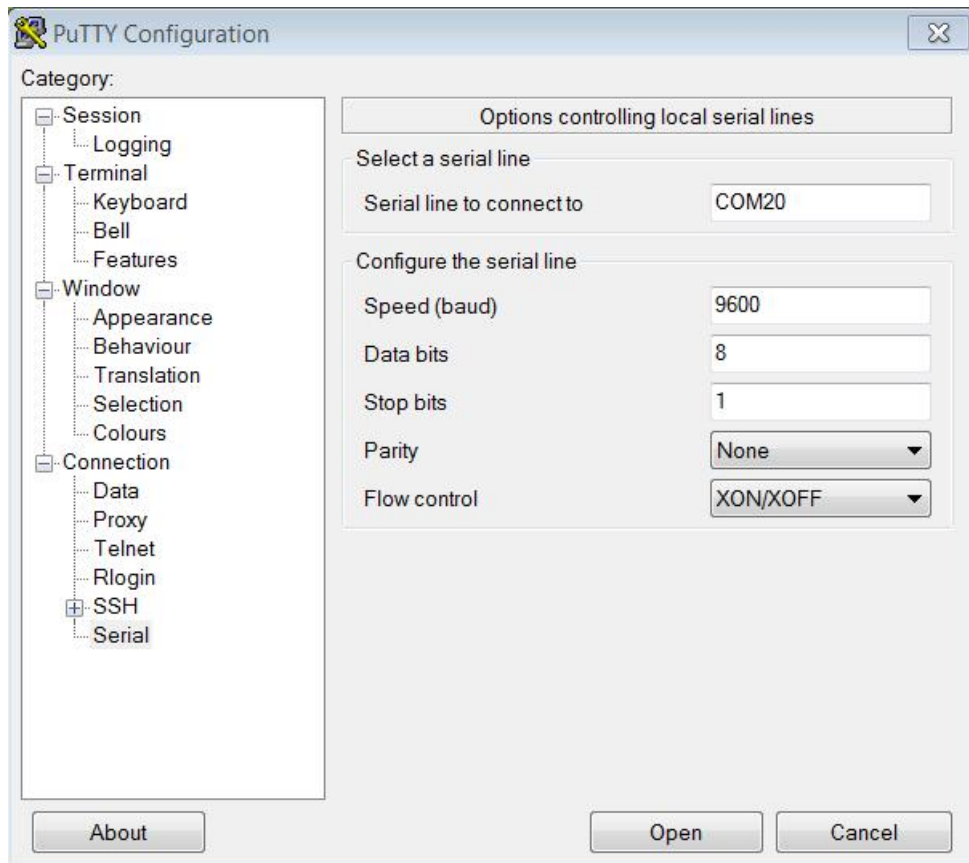 PuTTY Configuration
Category:
Session
Logging
Terminal
Keyboard
Bell
Features
Window
Appearance
Behaviour
Translation
Selection
Colours
Connection
Data
Proxy
Telnet
Rlogin
SSH
Serial
Options controlling local serial lines
Select a serial line
Serial line to connect to COM20
Configure the serial line
Speed (baud) 9600
Data bits 8
Stop bits 1
Parity None
Flow control XON/XOFF
About Open Cancel